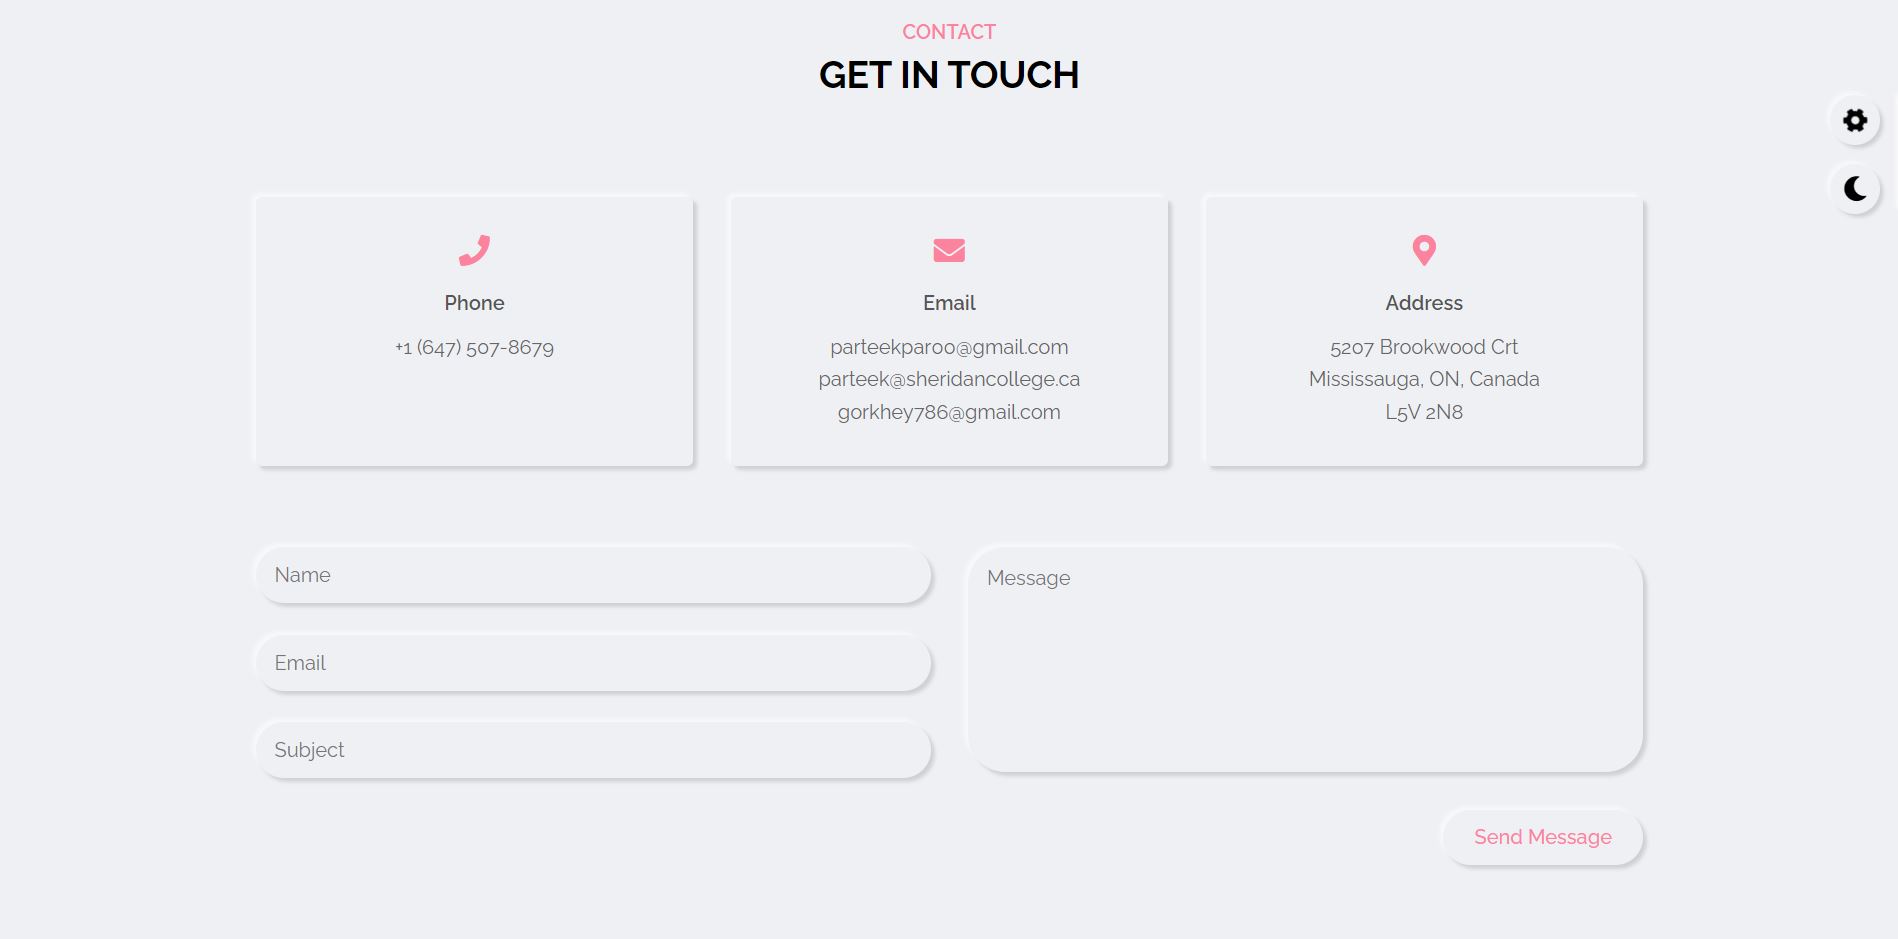 CONTACT
GET IN TOUCH
Phone
+1 (647) 507-8679
Email
parteekparoo@gmail.com
parteek@sheridancollege.ca
gorkhey786@gmail.com
Address
5207 Brookwood Crt
Mississauga, ON, Canada
L5V 2N8
Name
Email
Subject
Message
Send Message